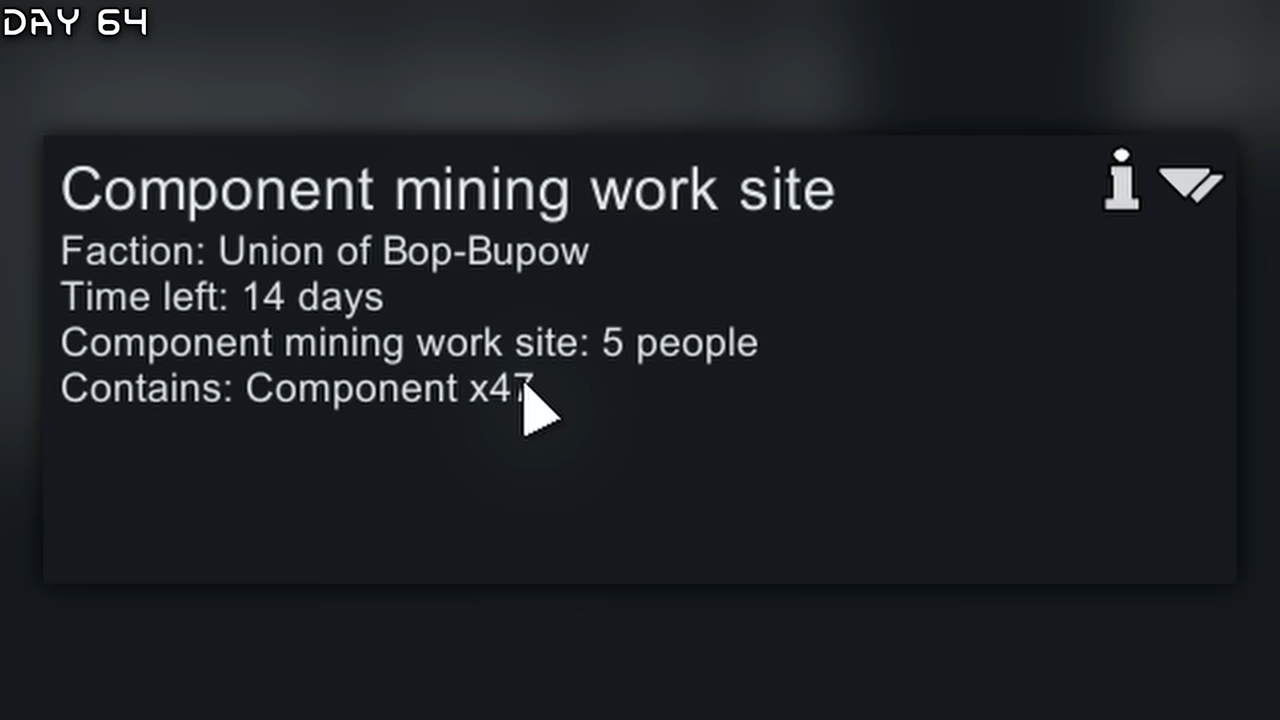 DAY 64
Component mining work site
Faction: Union of Bop-Bupow
Time left: 14 days
Component mining work site: 5 people
Contains: Component x47